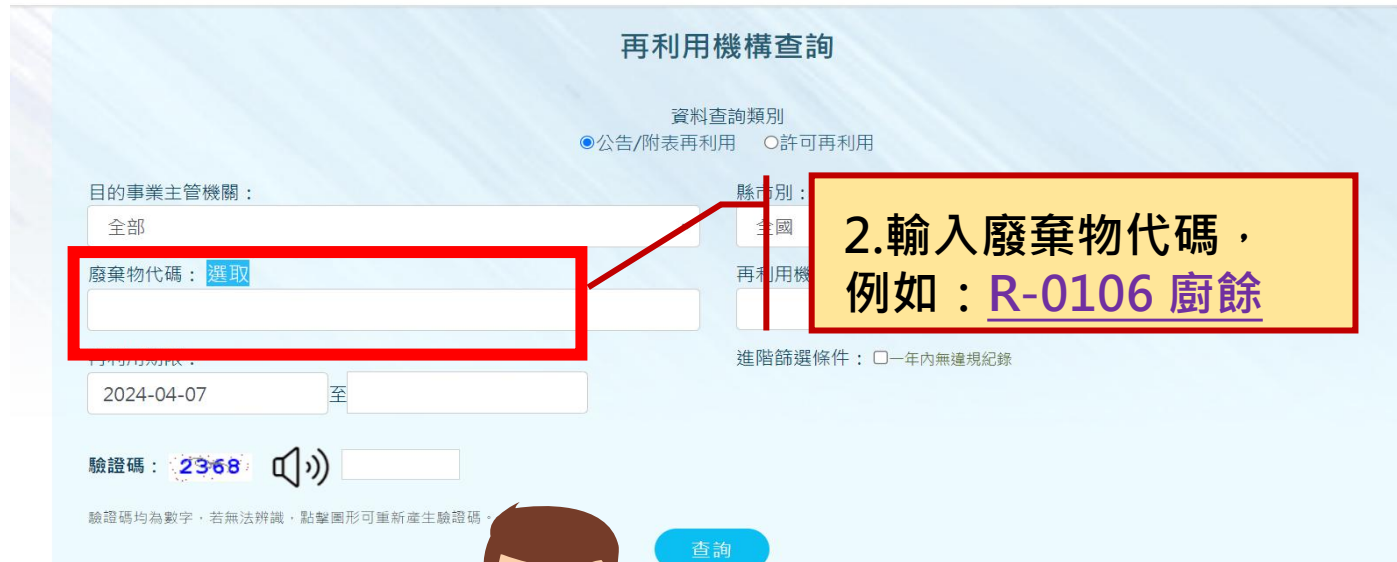 再利用機構查詢
資料查詢類別
公告/附表再利用 許可再利用
目的事業主管機關：
縣市別：
全部
全國
2.輸入廢棄物代碼，
例如：R-0106 廚餘
廢棄物代碼： 選取
再利用機
再利用期限：
進階篩選條件： 一年內無違規紀錄
2024-04-07
至
驗證碼： 2368
驗證碼均為數字，若無法辨識，點擊圖形可重新產生驗證碼。
查詢